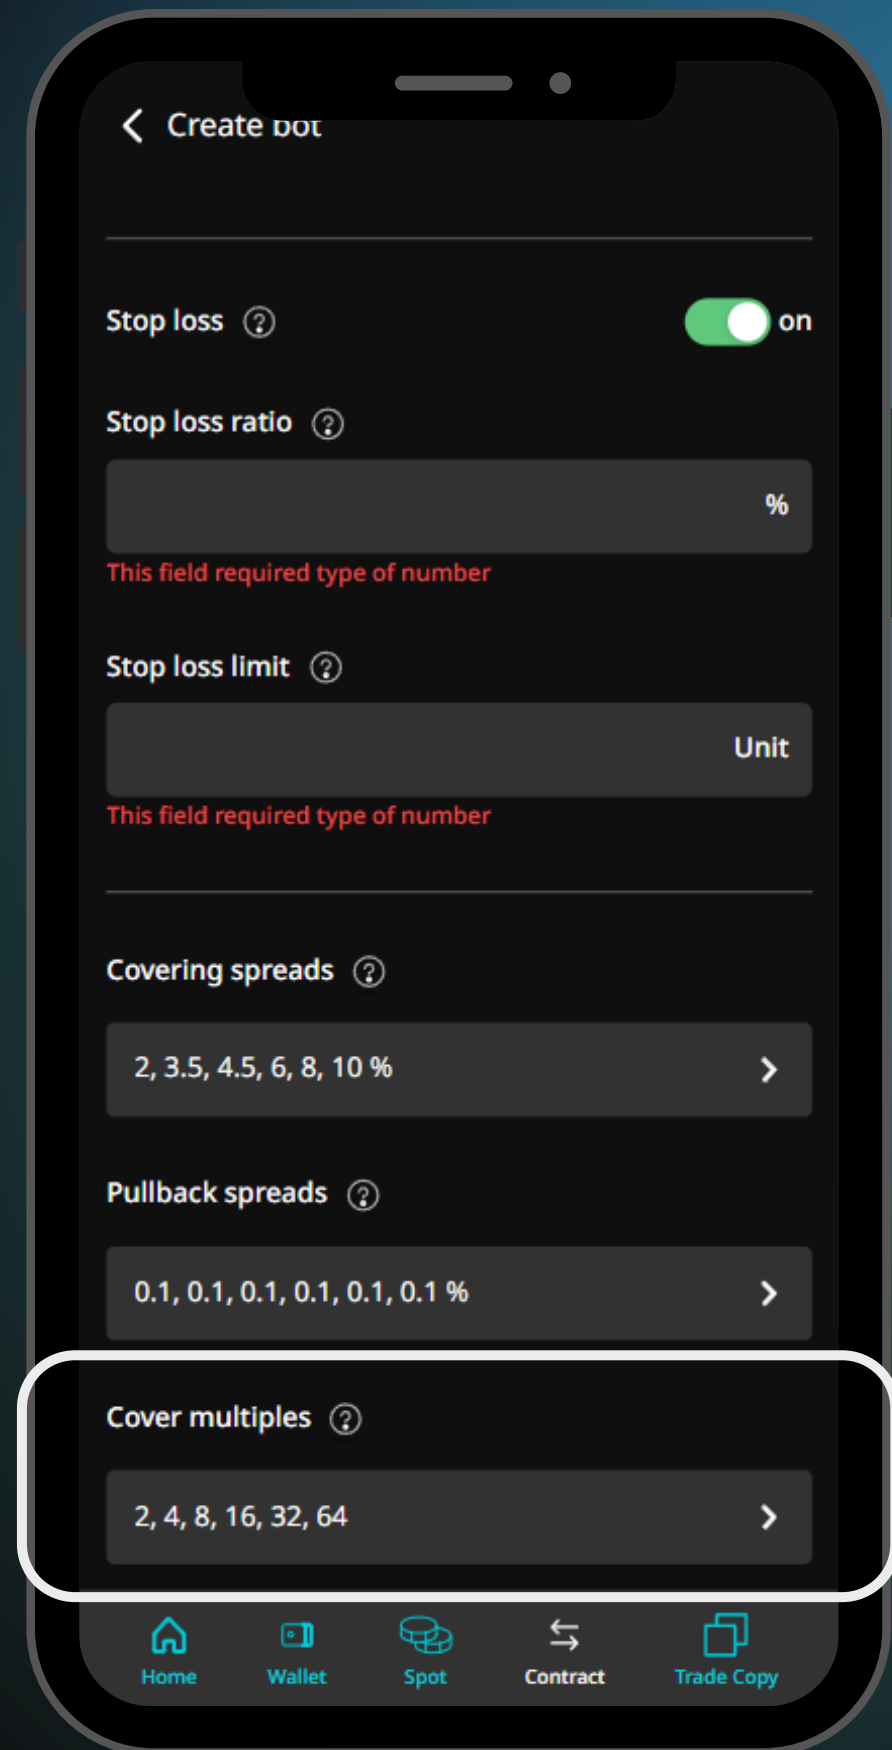 Create bot
Stop loss ? on
Stop loss ratio ?
%
This field required type of number
Stop loss limit ?
Unit
This field required type of number
Covering spreads ?
2, 3.5, 4.5, 6, 8, 10 %
Pullback spreads ?
0.1, 0.1, 0.1, 0.1, 0.1, 0.1 %
Cover multiples ?
2, 4, 8, 16, 32, 64
Home Wallet Spot Contract Trade Copy